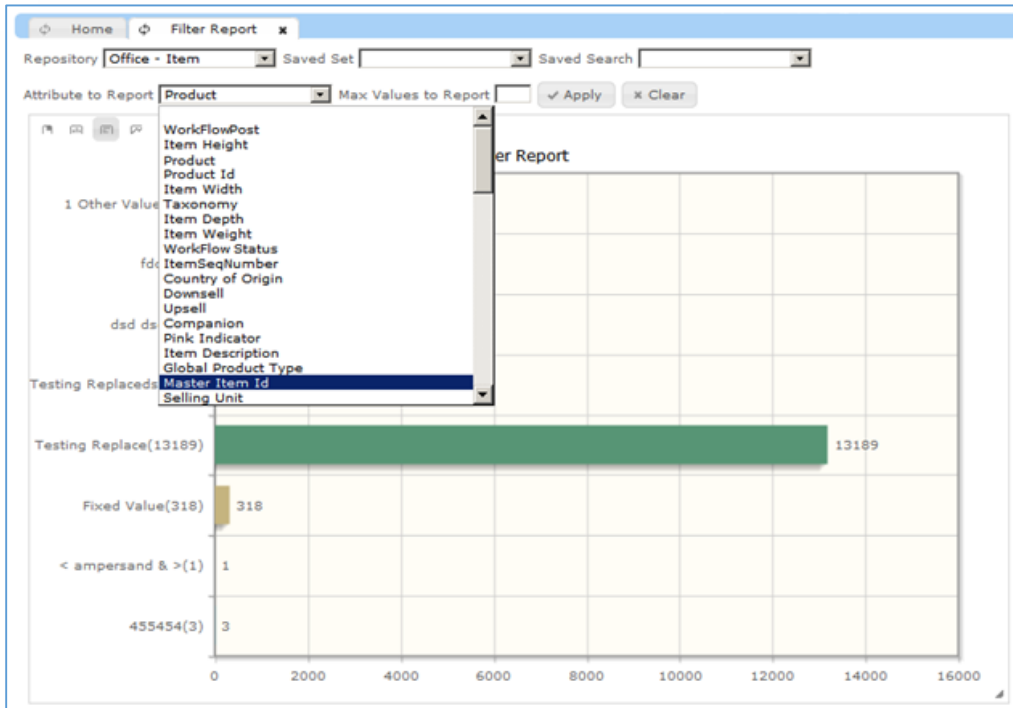 Home Filter Report x
Repository Office - Item Saved Set Saved Search
Attribute to Report Product Max Values to Report Apply Clear
WorkFlowPost
Item Height
Product
Product Id
Item Width
Taxonomy
Item Depth
Item Weight
WorkFlow Status
ItemSeqNumber
Country of Origin
Downsell
Upsell
Companion
Pink Indicator
Item Description
Global Product Type
Master Item Id
Selling Unit
er Report
1 Other Value
dsd ds
Testing Replaceds
Testing Replace(13189) 13189
Fixed Value(318) 318
< ampersand & >(1) 1
455454(3) 3
0 2000 4000 6000 8000 10000 12000 14000 16000